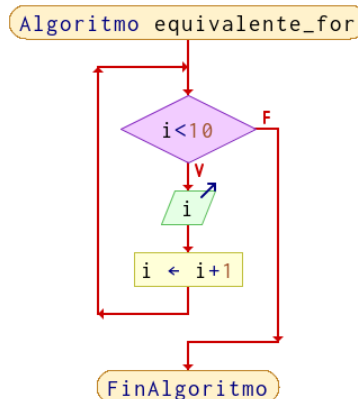 Algoritmo equivalente_for
i<10
F
V
i
i ← i+1
FinAlgoritmo